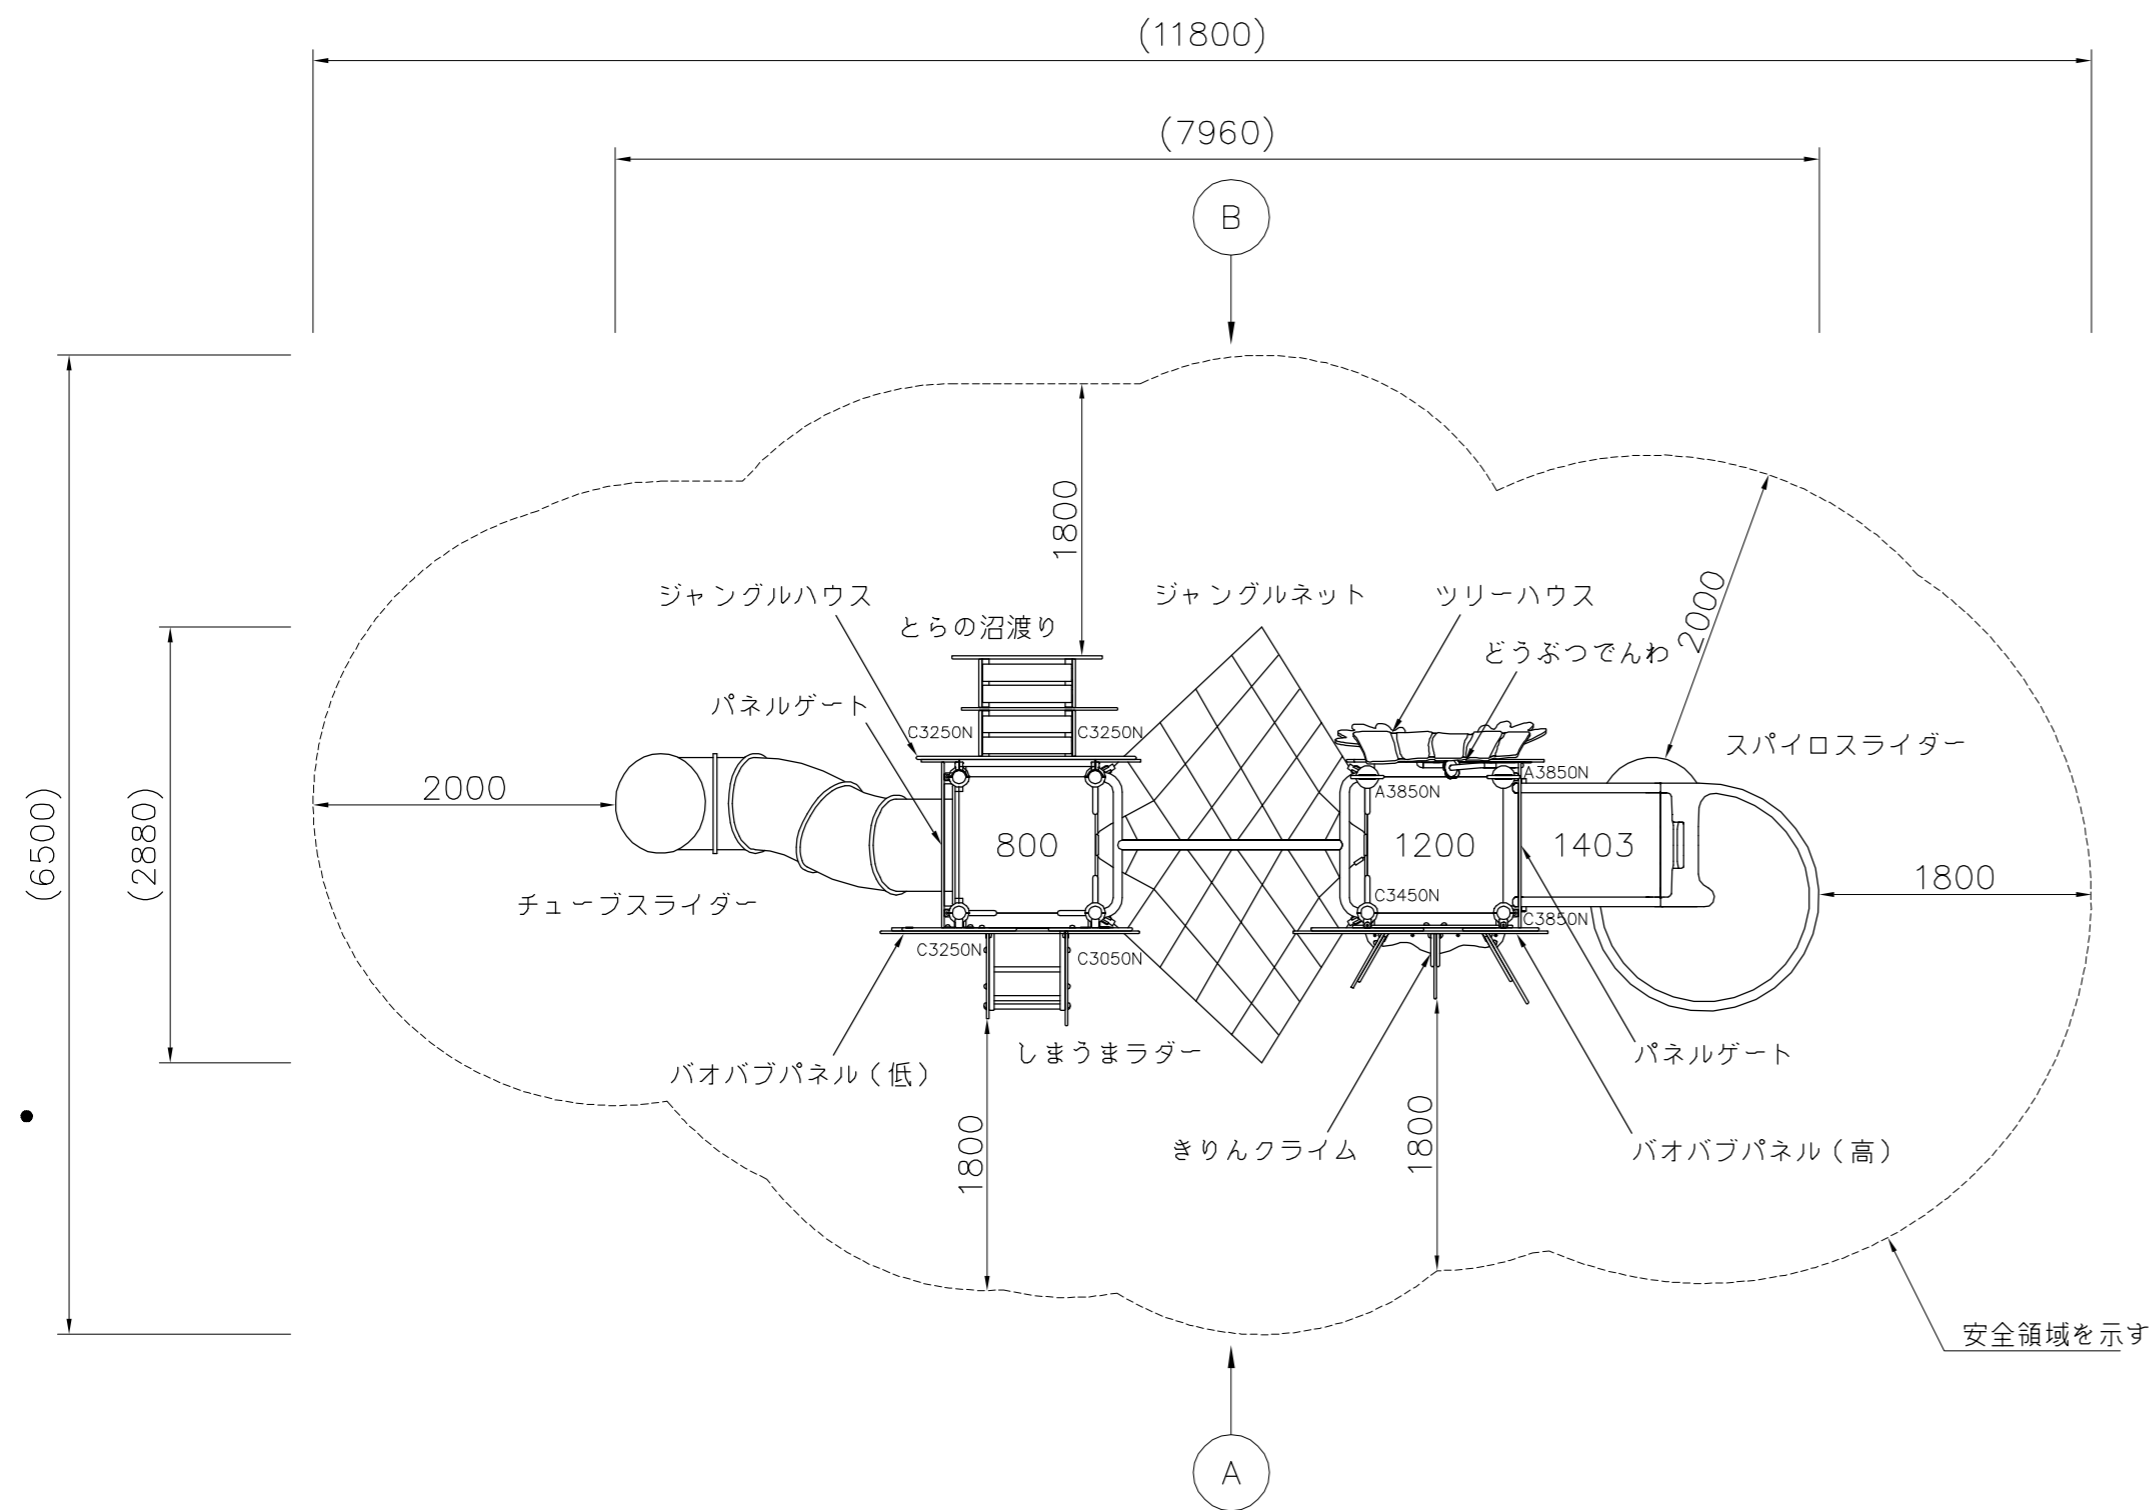 (11800)
(7960)
B
1800
2000
ジャングルハウス
ジャングルネット
ツリーハウス
とらの沼渡り
どうぶつでんわ
パネルゲート
C3250N
C3250N
スパイロスライダー
A3850N
A3850N
2000
(6500)
(2880)
800
1200
1403
1800
C3450N
C3850N
チューブスライダー
C3250N
C3050N
しまうまラダー
パネルゲート
バオバブパネル(低)
1800
1800
きりんクライム
バオバブパネル(高)
安全領域を示す
A